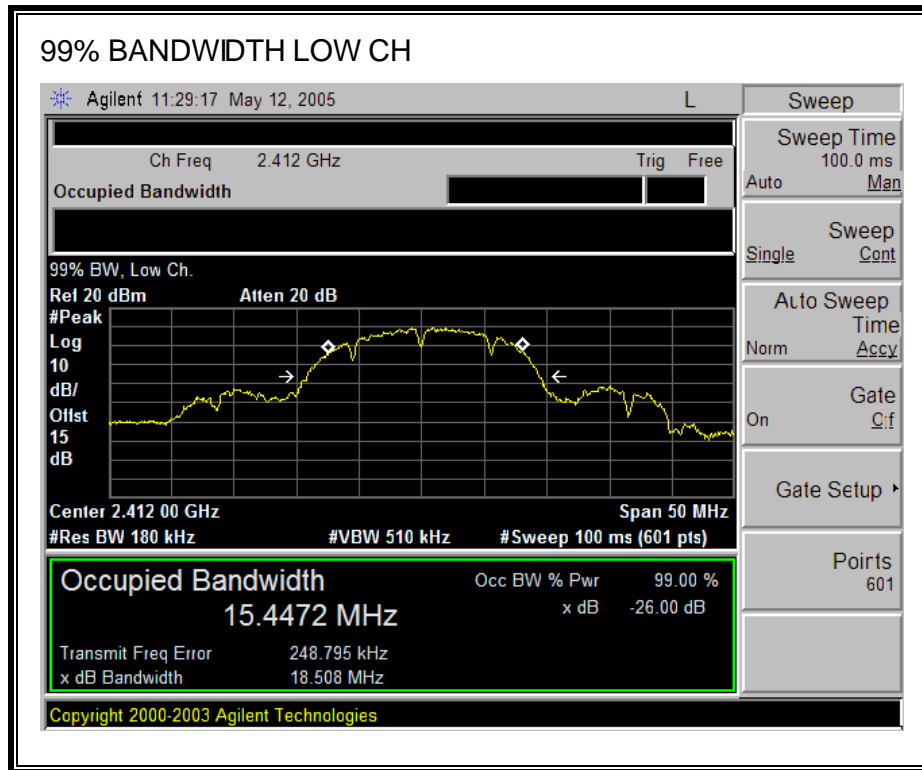 99% BANDWIDTH LOW CH
Agilent 11:29:17 May 12, 2005 L
Sweep
Ch Freq 2.412 GHz Trig Free
Occupied Bandwidth
99% BW, Low Ch.
Ref 20 dBm Atten 20 dB
#Peak
Log
10
dB/
Offst
15
dB
Center 2.412 00 GHz Span 50 MHz
#Res BW 180 kHz #VBW 510 kHz #Sweep 100 ms (601 pts)
Occupied Bandwidth Occ BW % Pwr 99.00 %
15.4472 MHz x dB -26.00 dB
Transmit Freq Error 248.795 kHz
x dB Bandwidth 18.508 MHz
Copyright 2000-2003 Agilent Technologies
Sweep Time
100.0 ms
Auto Man
Sweep
Single Cont
Auto Sweep
Time
Norm Accy
Gate
On Off
Gate Setup
Points
601